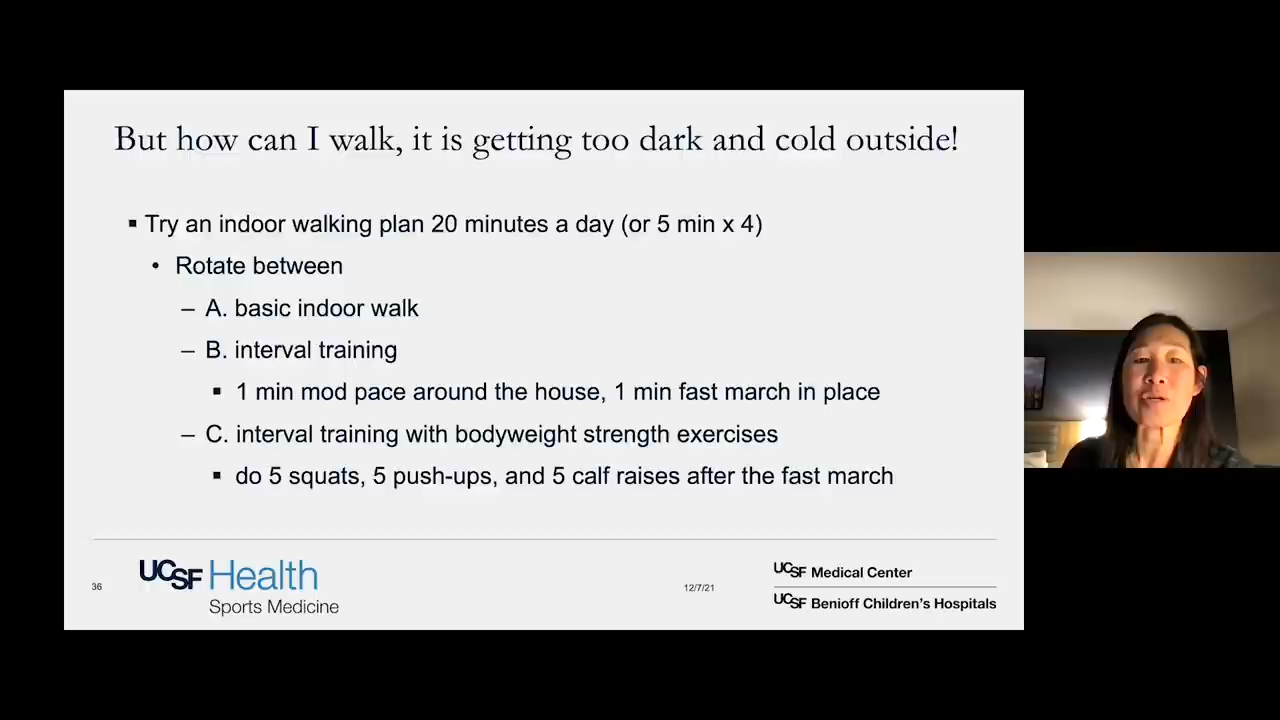 But how can I walk, it is getting too dark and cold outside!
▪ Try an indoor walking plan 20 minutes a day (or 5 min x 4)
• Rotate between
– A. basic indoor walk
– B. interval training
▪ 1 min mod pace around the house, 1 min fast march in place
– C. interval training with bodyweight strength exercises
▪ do 5 squats, 5 push-ups, and 5 calf raises after the fast march
36
UCSF Health
Sports Medicine
12/7/21
UCSF Medical Center
UCSF Benioff Children's Hospitals